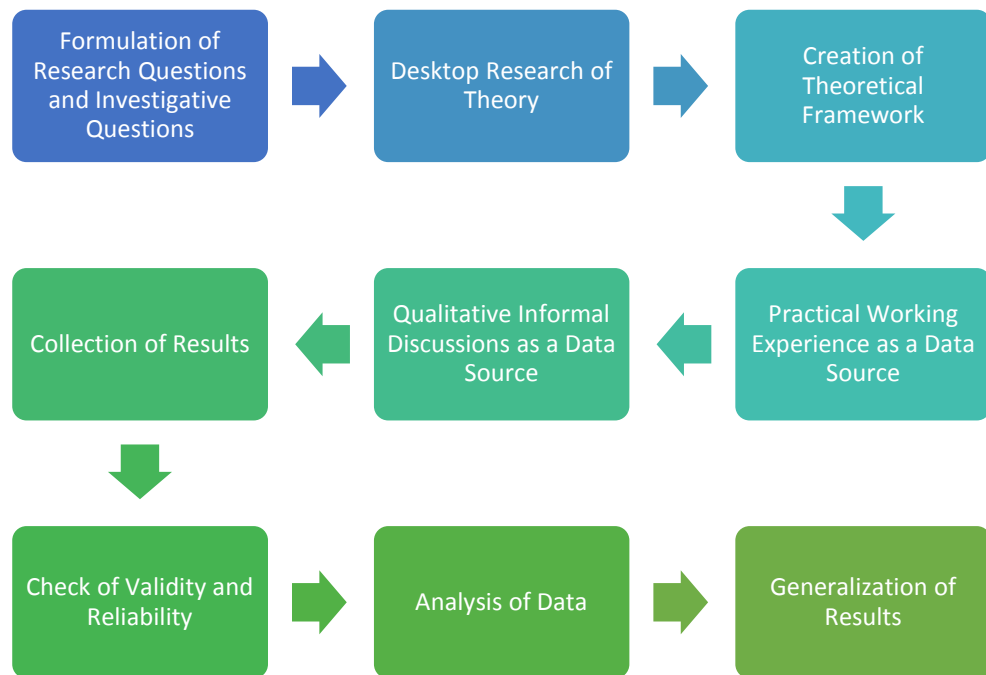 Formulation of
Research Questions
and Investigative
Questions
Desktop Research of
Theory
Creation of
Theoretical
Framework
Practical Working
Experience as a Data
Source
Qualitative Informal
Discussions as a Data
Source
Collection of Results
Check of Validity and
Reliability
Analysis of Data
Generalization of
Results